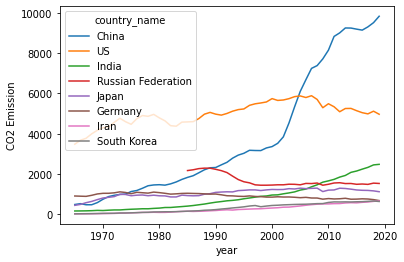 country_name
China
US
India
Russian Federation
Japan
Germany
Iran
South Korea
10000
8000
6000
4000
2000
0
CO2 Emission
1970
1980
1990
2000
2010
2020
year